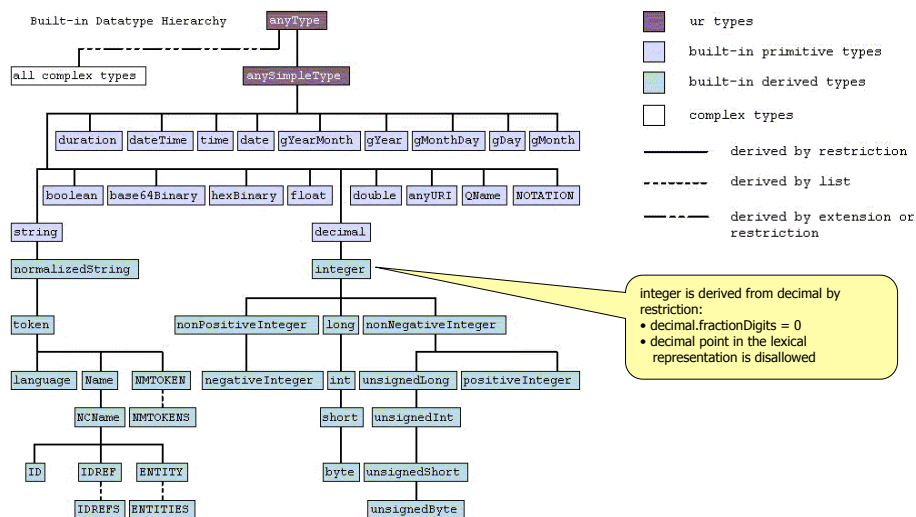 Built-in Datatype Hierarchy
anyType
all complex types
anySimpleType
duration dateTime time date gYearMonth gYear gMonthDay gDay gMonth
boolean base64Binary hexBinary float double anyURI QName NOTATION
string decimal
normalizedString integer
token nonPositiveInteger long nonNegativeInteger
language Name NMTOKEN negativeInteger int unsignedLong positiveInteger
NCName NMTOKENS short unsignedInt
ID IDREF ENTITY byte unsignedShort
IDREFS ENTITIES unsignedByte
ur types
built-in primitive types
built-in derived types
complex types
derived by restriction
derived by list
derived by extension or
restriction
integer is derived from decimal by
restriction:
• decimal.fractionDigits = 0
• decimal point in the lexical
representation is disallowed